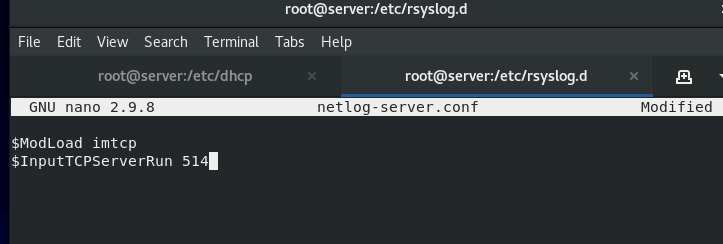 root@server:/etc/rsyslog.d
File Edit View Search Terminal Tabs Help
root@server:/etc/dhcp × root@server:/etc/rsyslog.d ×
GNU nano 2.9.8 netlog-server.conf Modified
$ModLoad imtcp
$InputTCPServerRun 514